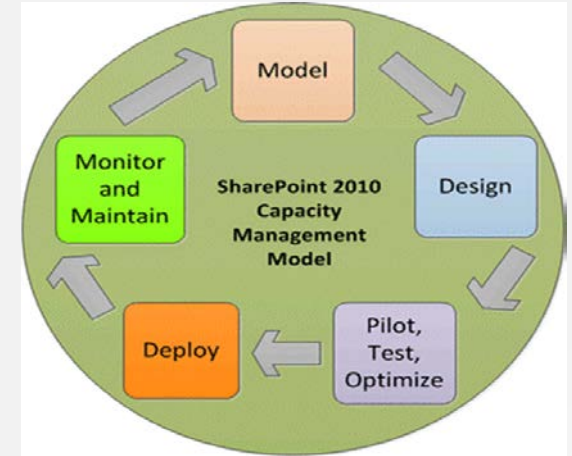 Model
Monitor
and
Maintain
SharePoint 2010
Capacity
Management
Model
Design
Deploy
Pilot,
Test,
Optimize